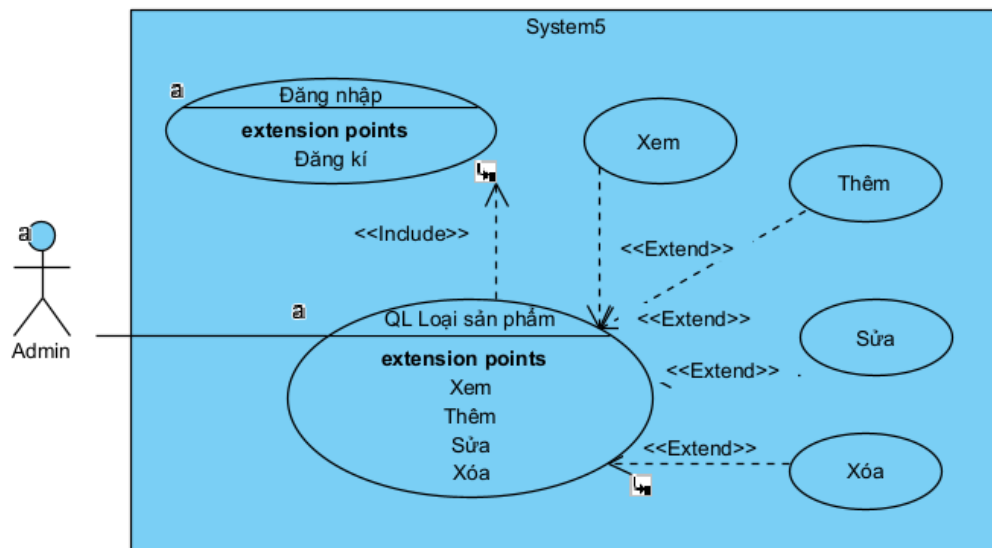 System5
a
Đăng nhập
extension points
Đăng kí
Xem
Thêm
<<Include>>
<<Extend>>
a
Admin
a
QL Loại sản phẩm
extension points
Xem
Thêm
Sửa
Xóa
<<Extend>>
Sửa
<<Extend>>
<<Extend>>
Xóa